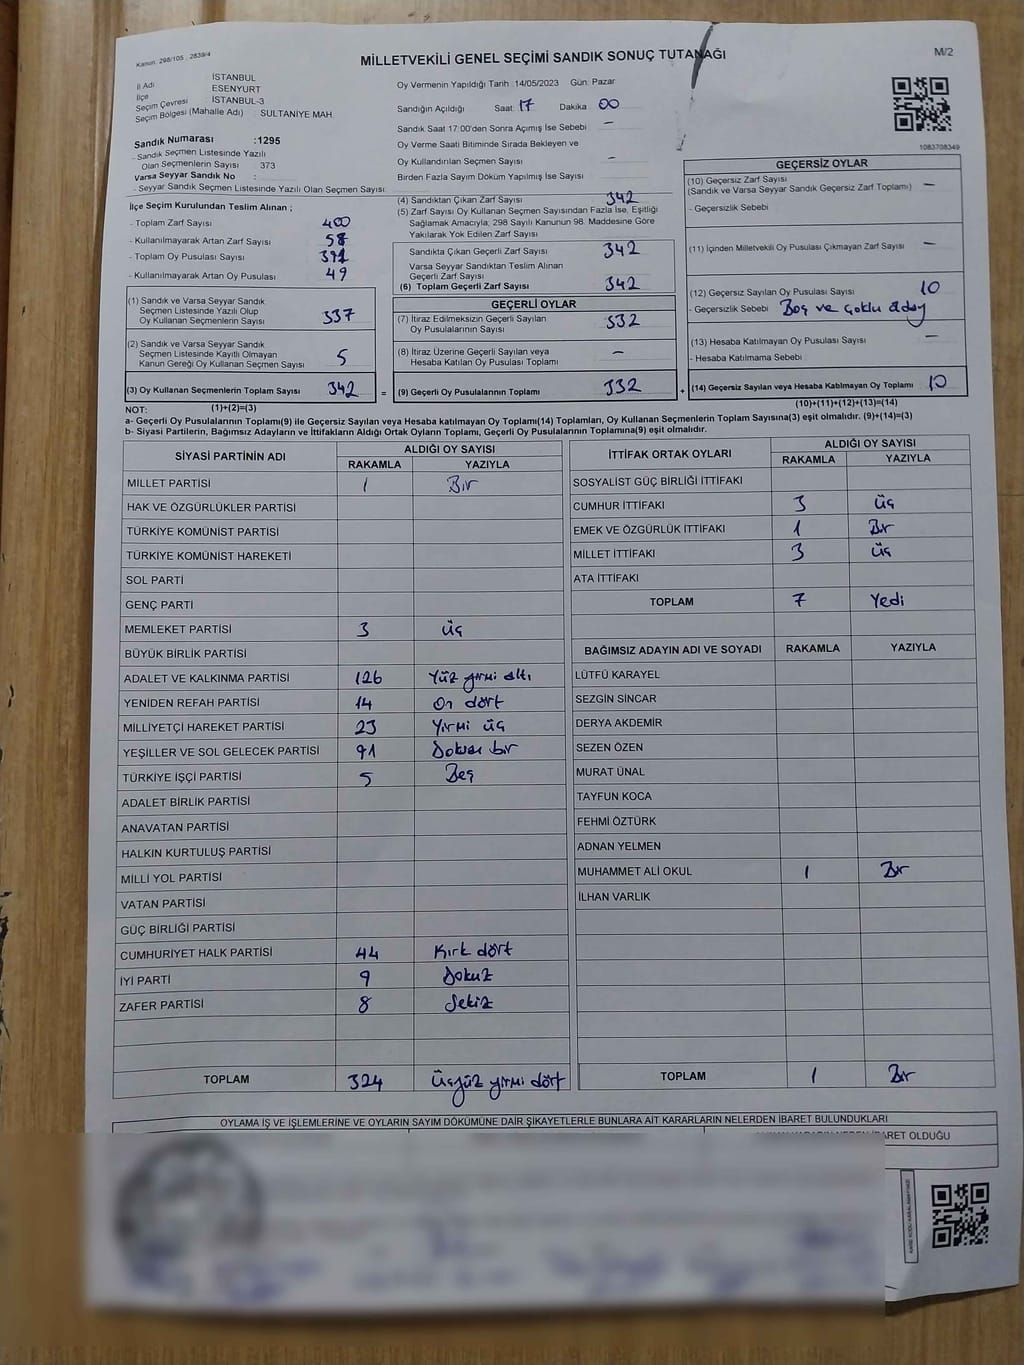 Kanun. 298/105 , 2839/4
MİLLETVEKİLİ GENEL SEÇİMİ SANDIK SONUÇ TUTANAĞI
M/2
İl Adı İSTANBUL
İlçe ESENYURT
Seçim Çevresi İSTANBUL-3
Seçim Bölgesi (Mahalle Adı) SULTANİYE MAH.
Sandık Numarası :1295
- Sandık Seçmen Listesinde Yazılı
Olan Seçmenlerin Sayısı 373
Varsa Seyyar Sandık No :
- Seyyar Sandık Seçmen Listesinde Yazılı Olan Seçmen Sayısı:
Oy Vermenin Yapıldığı Tarih :14/05/2023 Gün: Pazar
Sandığın Açıldığı Saat: 17 Dakika 00
Sandık Saat 17:00'den Sonra Açımış İse Sebebi –
Oy Verme Saati Bitiminde Sırada Bekleyen ve
Oy Kullandırılan Seçmen Sayısı –
Birden Fazla Sayım Döküm Yapılmış İse Sayısı
1083708349
İlçe Seçim Kurulundan Teslim Alınan ;
- Toplam Zarf Sayısı 400
- Kullanılmayarak Artan Zarf Sayısı 58
- Toplam Oy Pusulası Sayısı 391
- Kullanılmayarak Artan Oy Pusulası 49
(1) Sandık ve Varsa Seyyar Sandık
Seçmen Listesinde Yazılı Olup
Oy Kullanan Seçmenlerin Sayısı 337
(2) Sandık ve Varsa Seyyar Sandık
Seçmen Listesinde Kayıtlı Olmayan
Kanun Gereği Oy Kullanan Seçmen Sayısı 5
(3) Oy Kullanan Seçmenlerin Toplam Sayısı 342 =
(4) Sandıktan Çıkan Zarf Sayısı 342
(5) Zarf Sayısı Oy Kullanan Seçmen Sayısından Fazla İse, Eşitliği
Sağlamak Amacıyla, 298 Sayılı Kanunun 98. Maddesine Göre
Yakılarak Yok Edilen Zarf Sayısı
Sandıkta Çıkan Geçerli Zarf Sayısı 342
Varsa Seyyar Sandıktan Teslim Alınan
Geçerli Zarf Sayısı
(6) Toplam Geçerli Zarf Sayısı 342
GEÇERLİ OYLAR
(7) İtiraz Edilmeksizin Geçerli Sayılan
Oy Pusulalarının Sayısı 332
(8) İtiraz Üzerine Geçerli Sayılan veya
Hesaba Katılan Oy Pusulası Toplamı –
(9) Geçerli Oy Pusulalarının Toplamı 332 +
GEÇERSİZ OYLAR
(10) Geçersiz Zarf Sayısı
(Sandık ve Varsa Seyyar Sandık Geçersiz Zarf Toplamı) –
- Geçersizlik Sebebi
(11) İçinden Milletvekili Oy Pusulası Çıkmayan Zarf Sayısı –
(12) Geçersiz Sayılan Oy Pusulası Sayısı 10
- Geçersizlik Sebebi Boş ve çoklu aday
(13) Hesaba Katılmayan Oy Pusulası Sayısı –
- Hesaba Katılmama Sebebi
(14) Geçersiz Sayılan veya Hesaba Katılmayan Oy Toplamı 10
NOT: (1)+(2)=(3) (10)+(11)+(12)+(13)=(14)
a- Geçerli Oy Pusulalarının Toplamı(9) ile Geçersiz Sayılan veya Hesaba katılmayan Oy Toplamı(14) Toplamları, Oy Kullanan Seçmenlerin Toplam Sayısına(3) eşit olmalıdır. (9)+(14)=(3)
b- Siyasi Partilerin, Bağımsız Adayların ve İttifakların Aldığı Ortak Oyların Toplamı, Geçerli Oy Pusulalarının Toplamına(9) eşit olmalıdır.
SİYASİ PARTİNİN ADI ALDIĞI OY SAYISI
RAKAMLA YAZIYLA
MİLLET PARTİSİ 1 Bir
HAK VE ÖZGÜRLÜKLER PARTİSİ
TÜRKİYE KOMÜNİST PARTİSİ
TÜRKİYE KOMÜNİST HAREKETİ
SOL PARTİ
GENÇ PARTİ
MEMLEKET PARTİSİ 3 Üç
BÜYÜK BİRLİK PARTİSİ
ADALET VE KALKINMA PARTİSİ 126 Yüz yirmi altı
YENİDEN REFAH PARTİSİ 14 On dört
MİLLİYETÇİ HAREKET PARTİSİ 23 Yirmi üç
YEŞİLLER VE SOL GELECEK PARTİSİ 91 Doksan bir
TÜRKİYE İŞÇİ PARTİSİ 5 Beş
ADALET BİRLİK PARTİSİ
ANAVATAN PARTİSİ
HALKIN KURTULUŞ PARTİSİ
MİLLİ YOL PARTİSİ
VATAN PARTİSİ
GÜÇ BİRLİĞİ PARTİSİ
CUMHURİYET HALK PARTİSİ 44 Kırk dört
İYİ PARTİ 9 Dokuz
ZAFER PARTİSİ 8 Sekiz
TOPLAM 324 Üçyüz yirmi dört
İTTİFAK ORTAK OYLARI ALDIĞI OY SAYISI
RAKAMLA YAZIYLA
SOSYALİST GÜÇ BİRLİĞİ İTTİFAKI
CUMHUR İTTİFAKI 3 Üç
EMEK VE ÖZGÜRLÜK İTTİFAKI 1 Bir
MİLLET İTTİFAKI 3 Üç
ATA İTTİFAKI
TOPLAM 7 Yedi
BAĞIMSIZ ADAYIN ADI VE SOYADI RAKAMLA YAZIYLA
LÜTFÜ KARAYEL
SEZGİN SİNCAR
DERYA AKDEMİR
SEZEN ÖZEN
MURAT ÜNAL
TAYFUN KOCA
FEHMİ ÖZTÜRK
ADNAN YELMEN
MUHAMMET ALİ OKUL 1 Bir
İLHAN VARLIK
TOPLAM 1 Bir
OYLAMA İŞ VE İŞLEMLERİNE VE OYLARIN SAYIM DÖKÜMÜNE DAİR ŞİKAYETLERLE BUNLARA AİT KARARLARIN NELERDEN İBARET BULUNDUKLARI
OLDUĞU